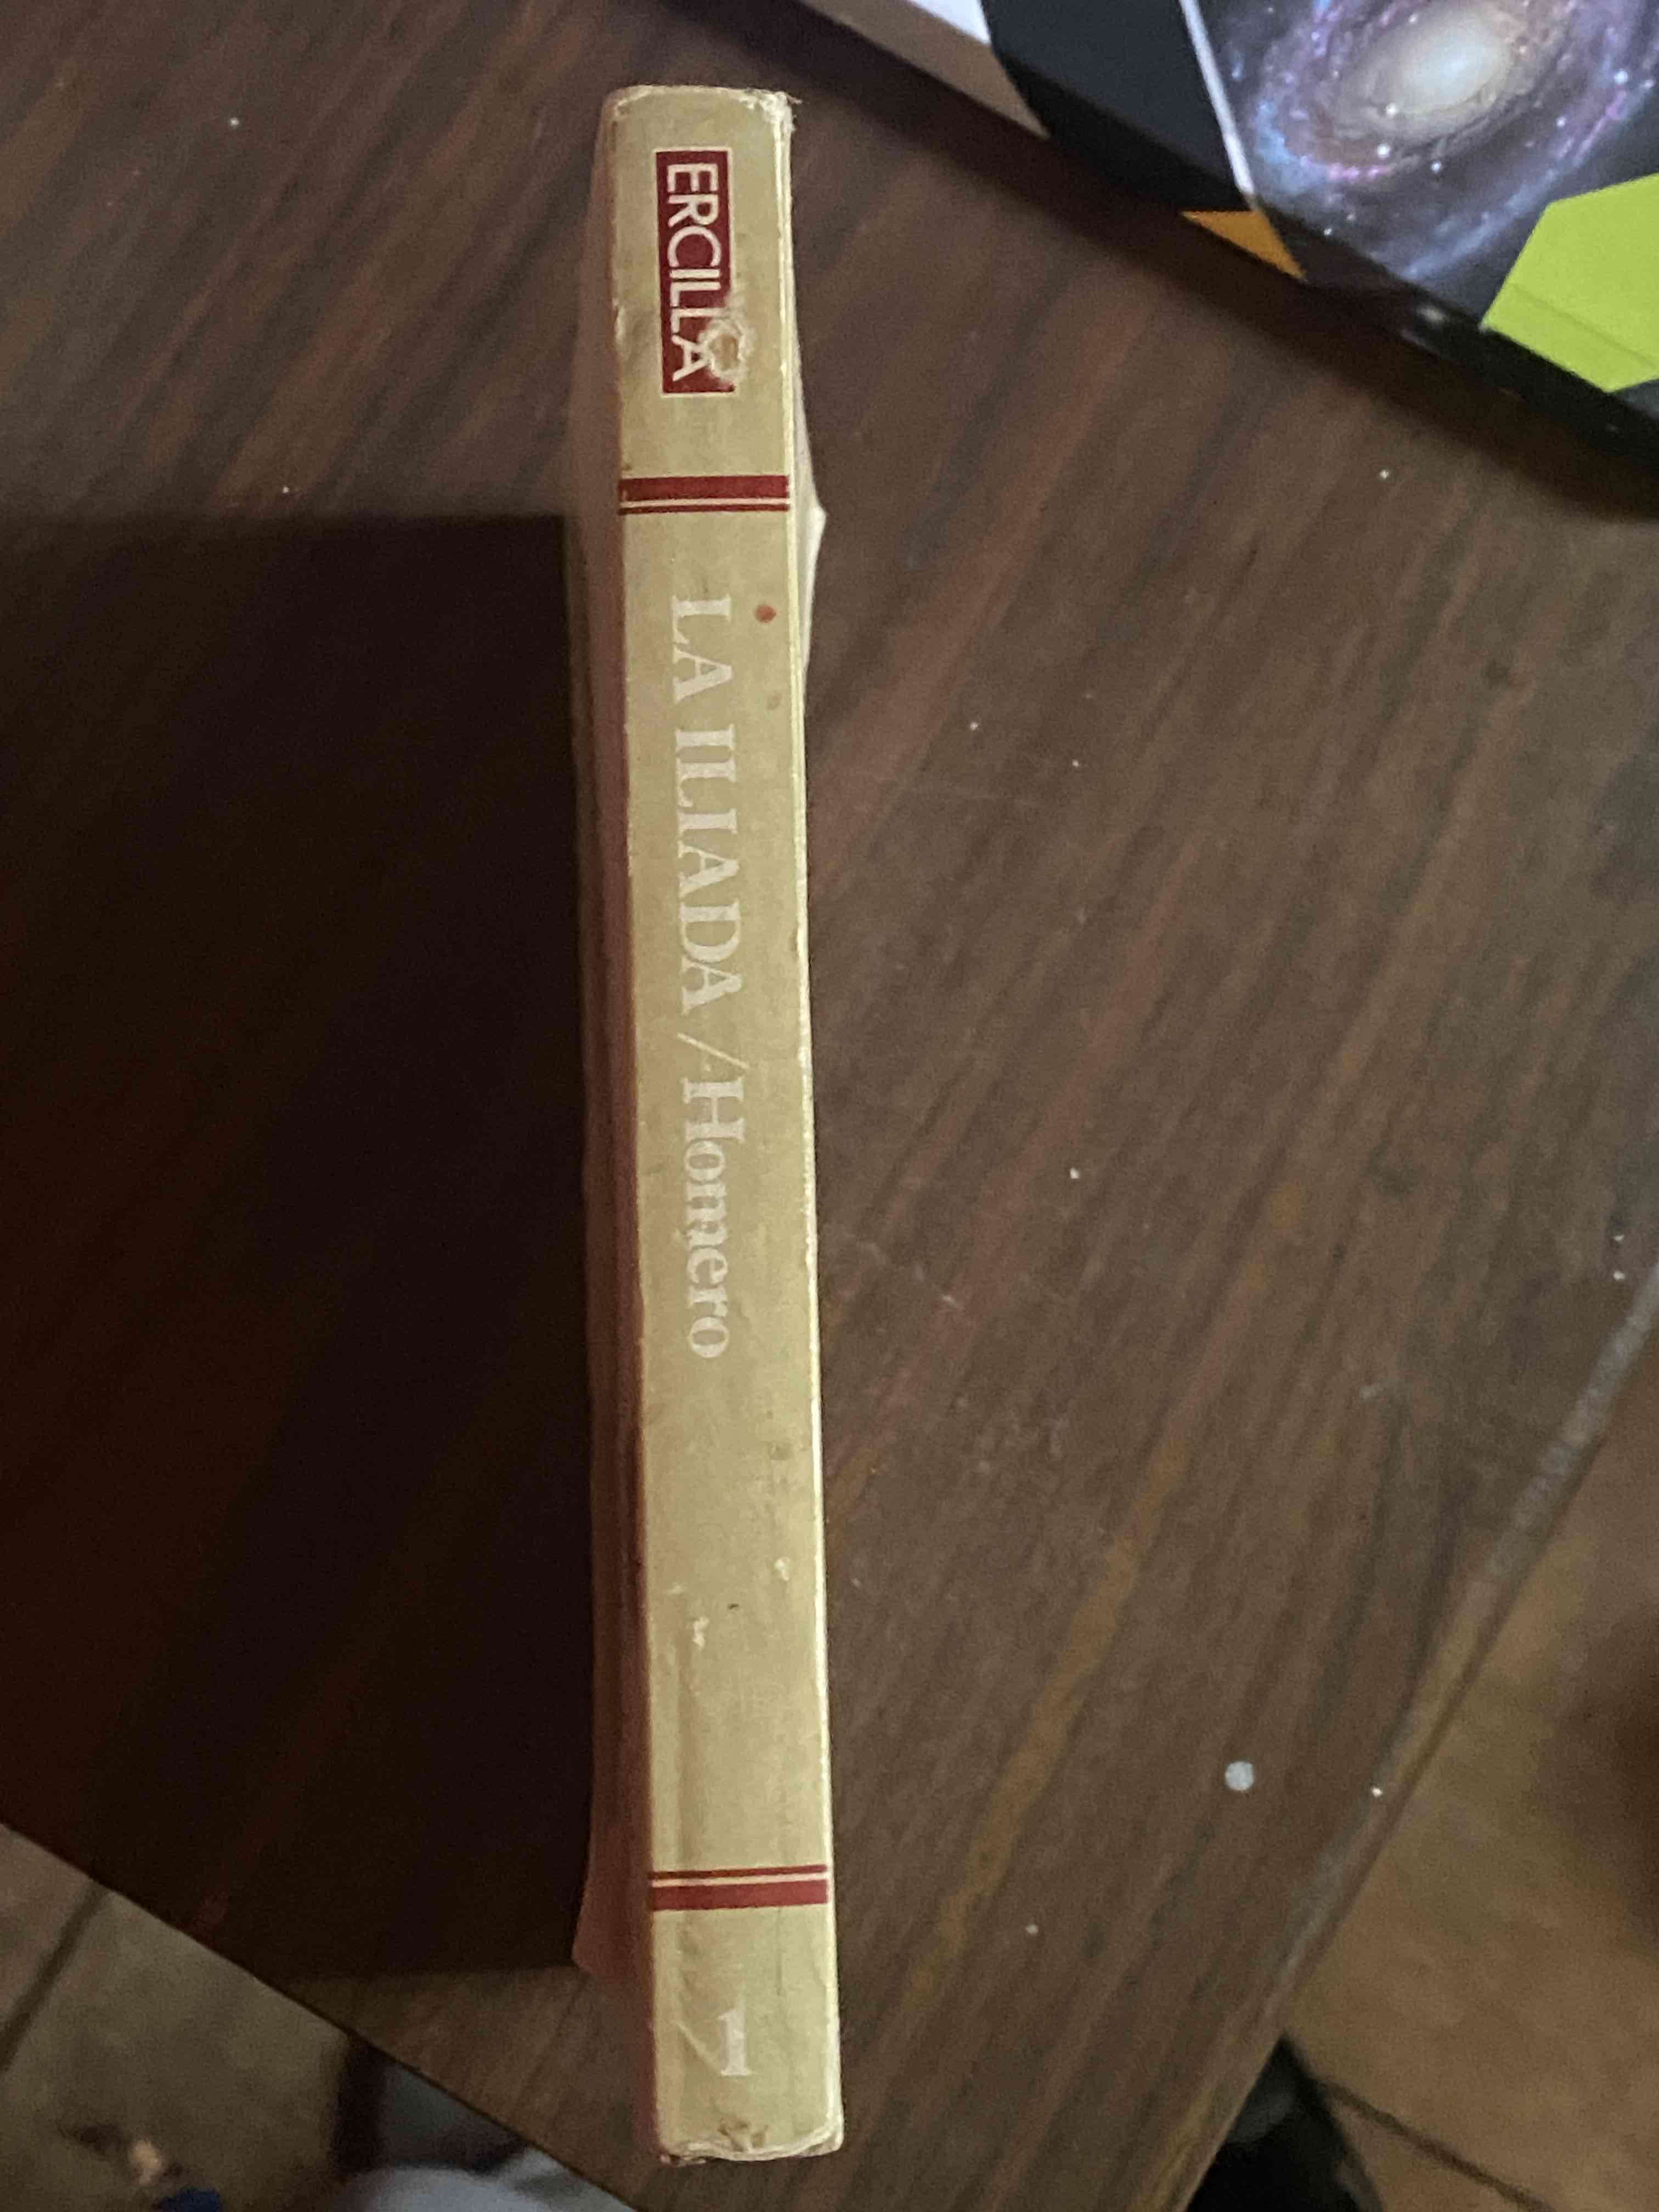 ERCILLA
LA ILIADA / Homero
1